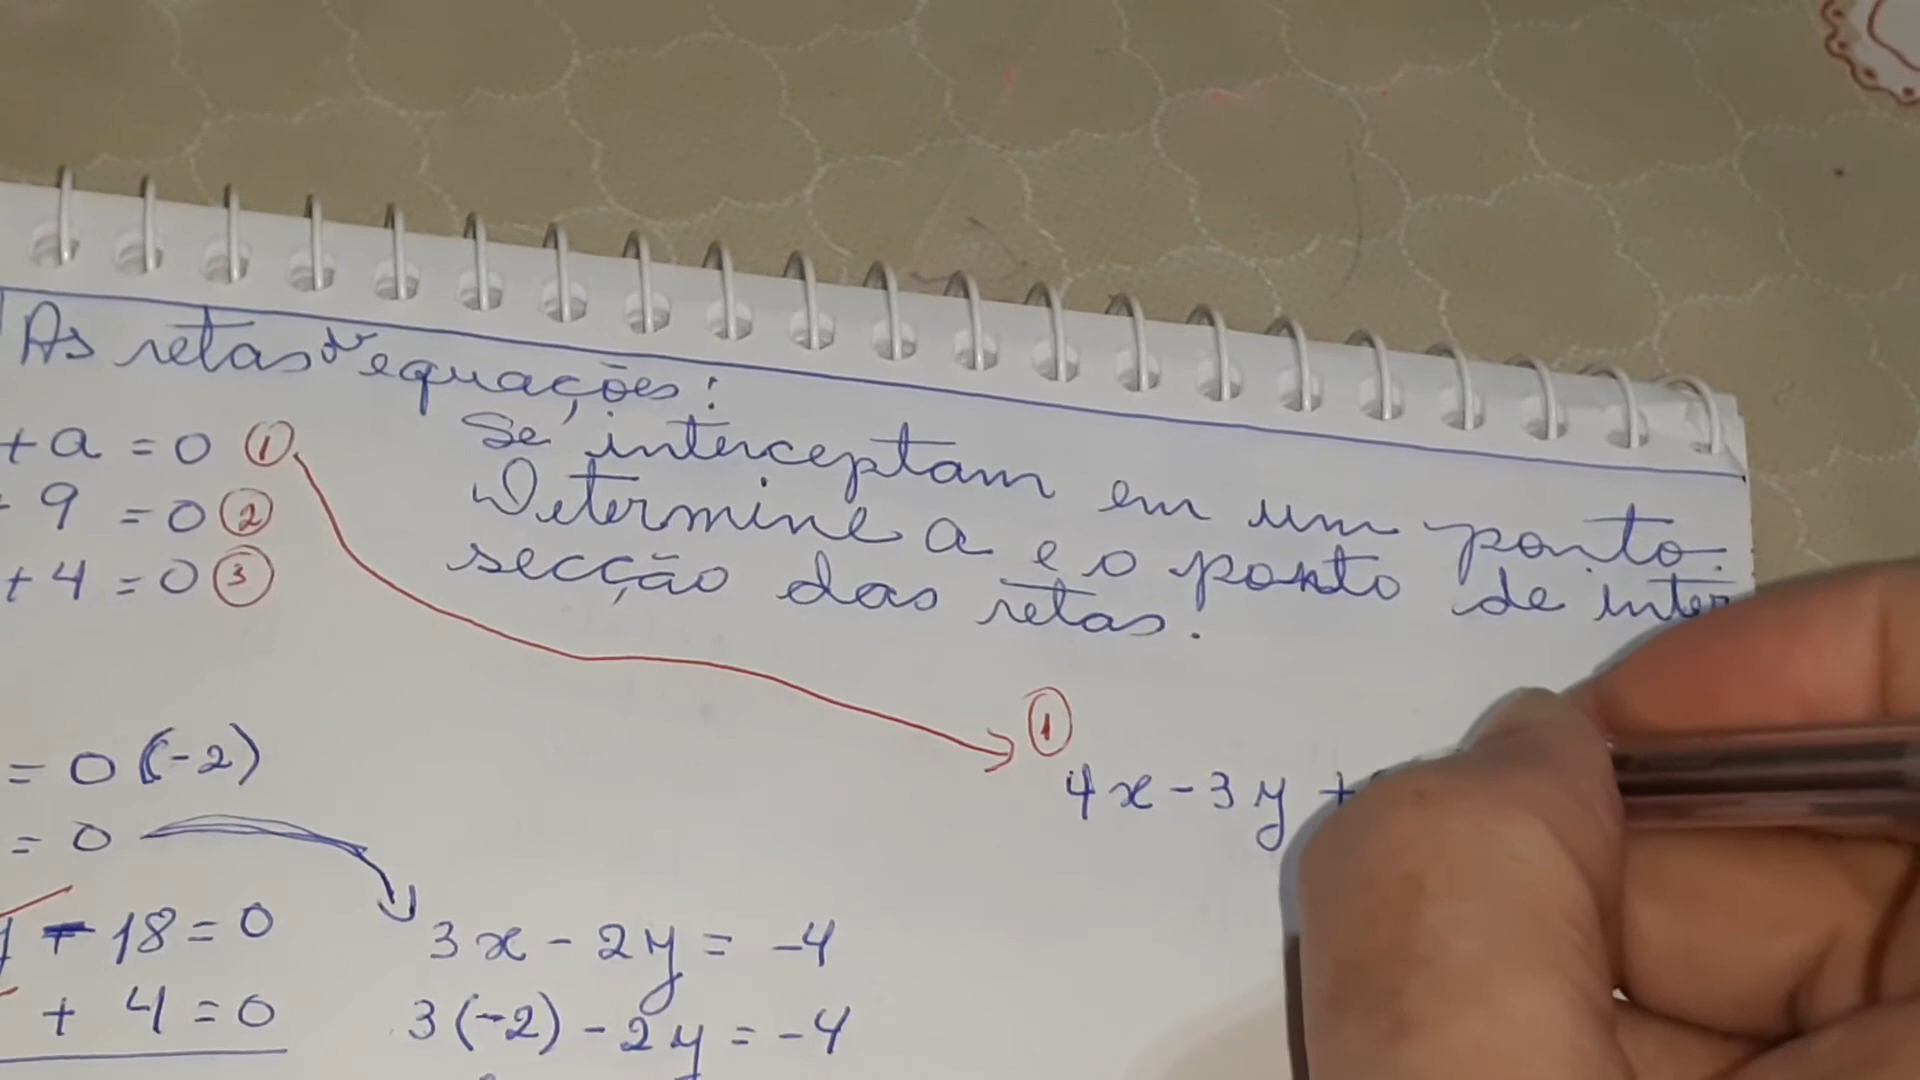 As retas de equações:
+ a = 0 ①
Se interceptam em um ponto.
9 = 0 ②
Determine a e o ponto de inter
+ 4 = 0 ③
secção das retas.
①
= 0 (-2)
4x - 3y +
= 0
- 18 = 0
3x - 2y = -4
+ 4 = 0
3(-2) - 2y = -4